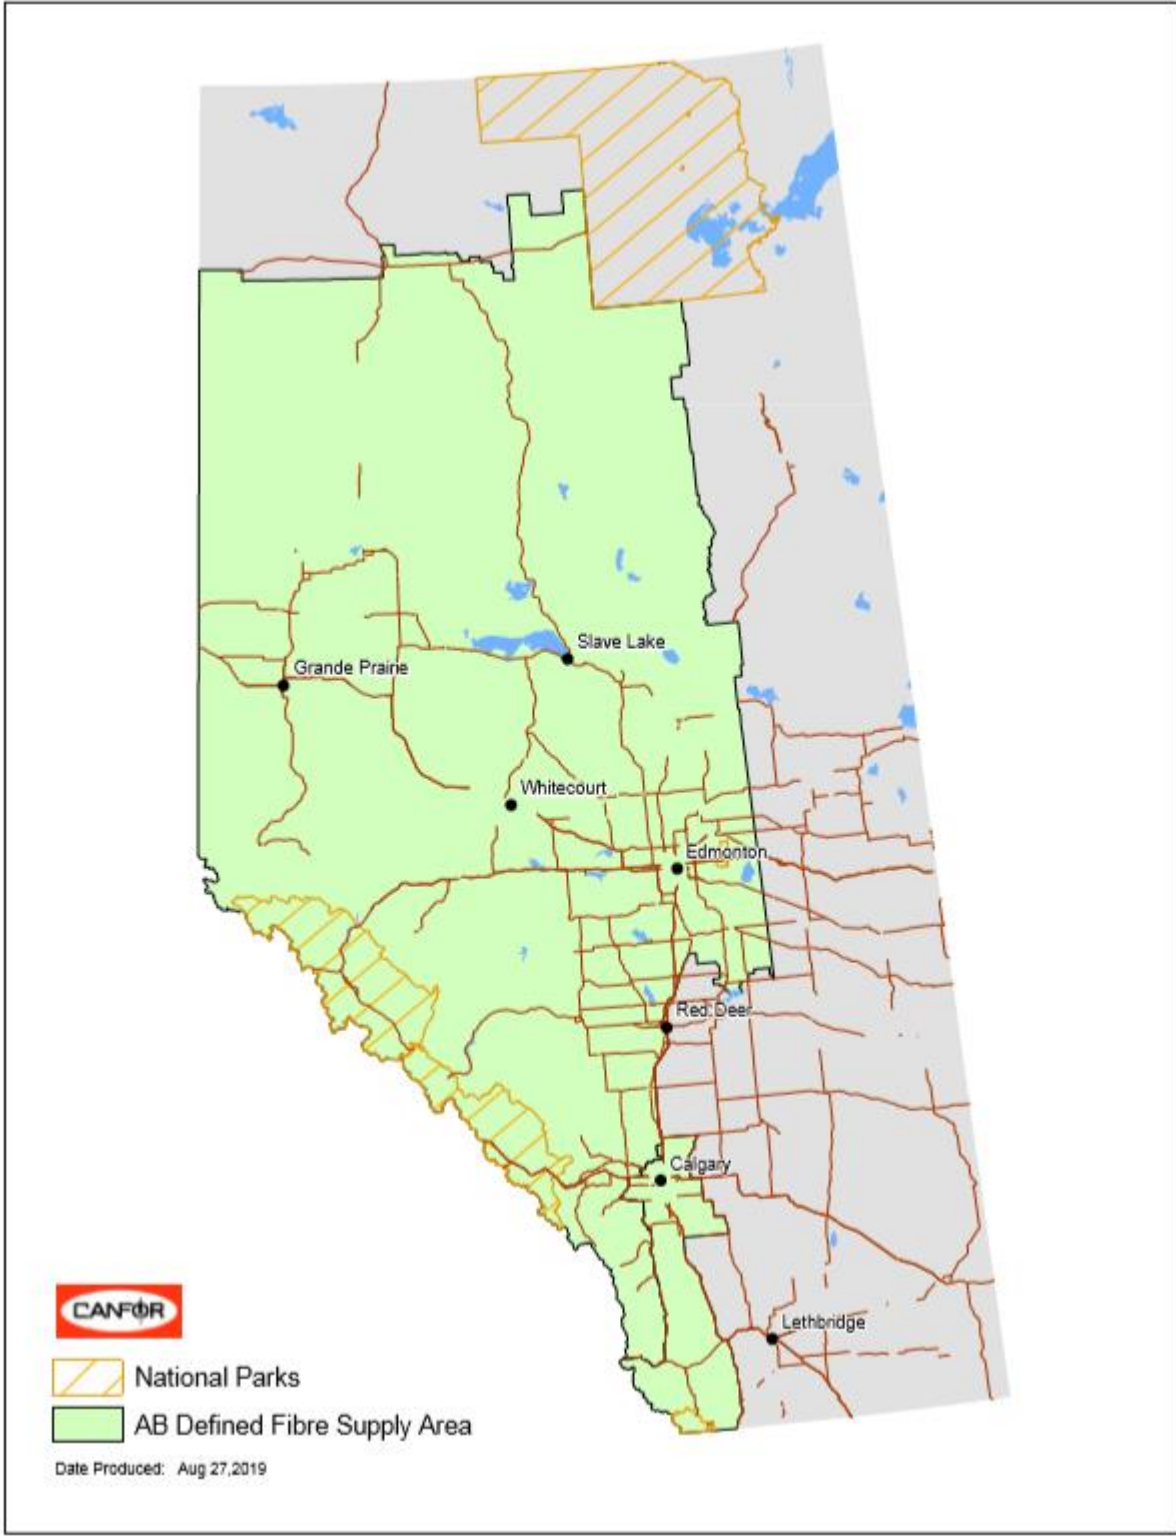 Slave Lake
Grande Prairie
Whitecourt
Edmonton
Red Deer
Calgary
Lethbridge
CANFOR
National Parks
AB Defined Fibre Supply Area
Date Produced: Aug 27,2019